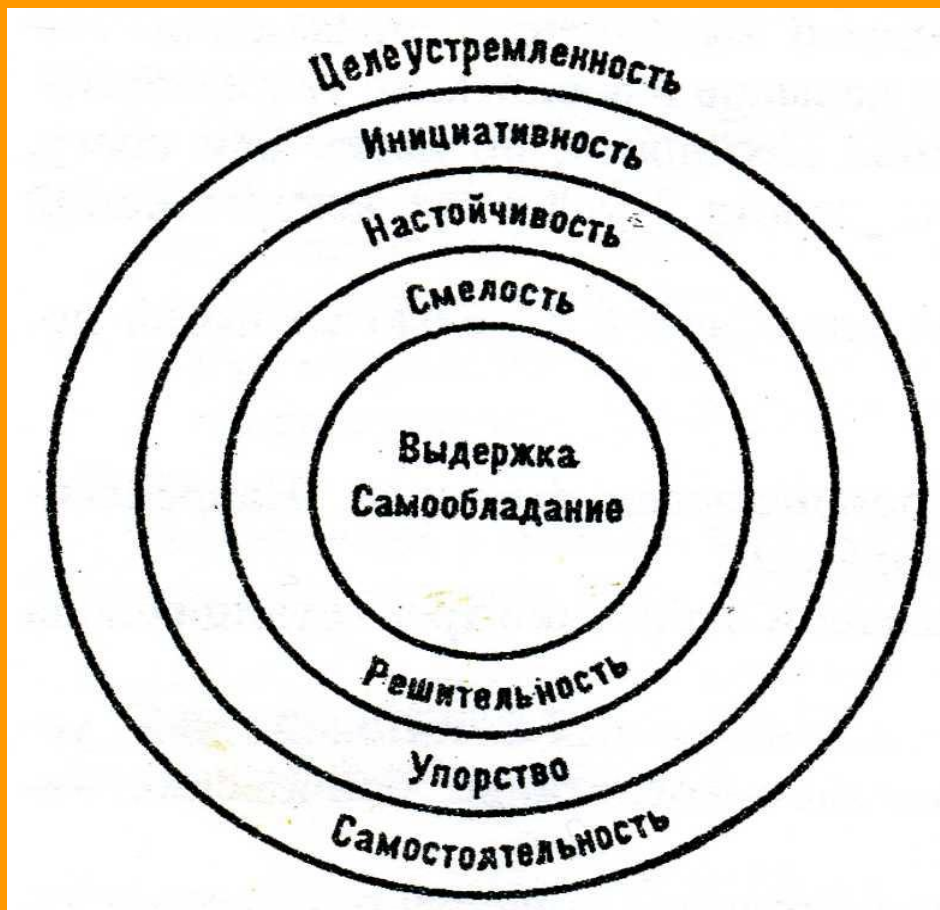 Целеустремленность
Инициативность
Настойчивость
Смелость
Выдержка
Самообладание
Решительность
Упорство
Самостоятельность